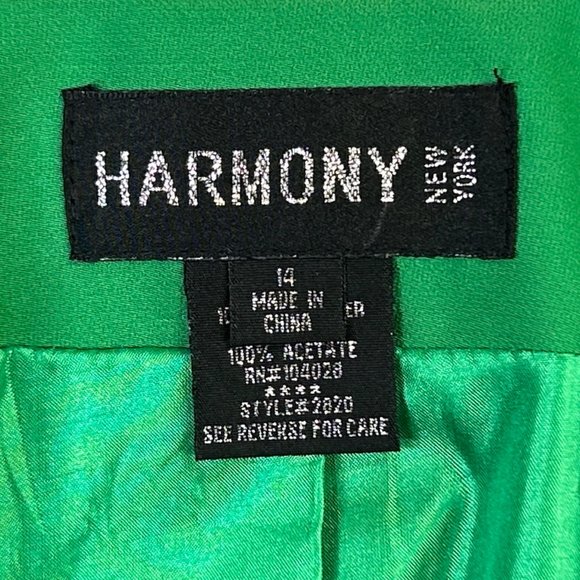 HARMONY NEW YORK
14
MADE IN
CHINA
100% ACETATE
RN#104028
****
STYLE#2820
SEE REVERSE FOR CARE